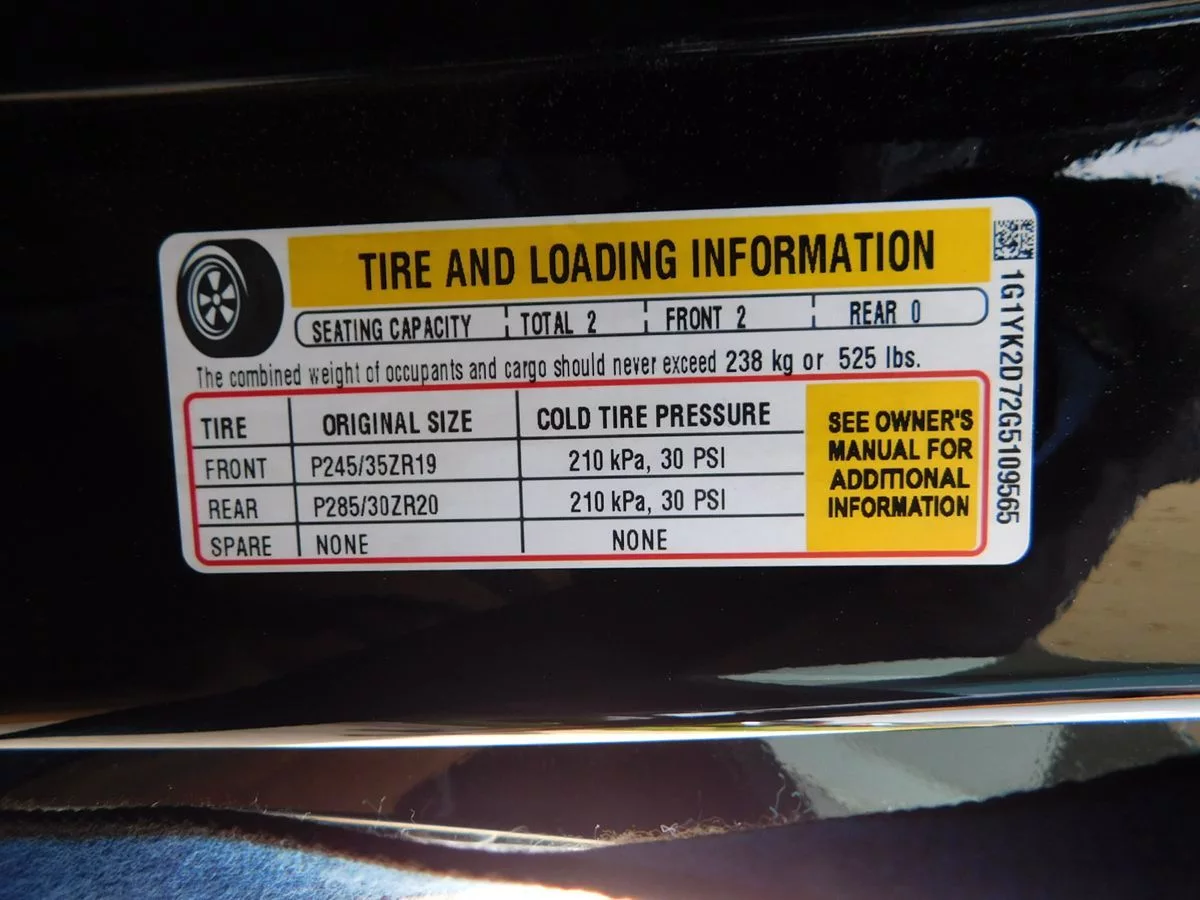 TIRE AND LOADING INFORMATION
SEATING CAPACITY TOTAL 2 FRONT 2 REAR 0
The combined weight of occupants and cargo should never exceed 238 kg or 525 lbs.
TIRE ORIGINAL SIZE COLD TIRE PRESSURE
FRONT P245/35ZR19 210 kPa, 30 PSI
REAR P285/30ZR20 210 kPa, 30 PSI
SPARE NONE NONE
SEE OWNER'S
MANUAL FOR
ADDITIONAL
INFORMATION
1G1YK2D72G5109565